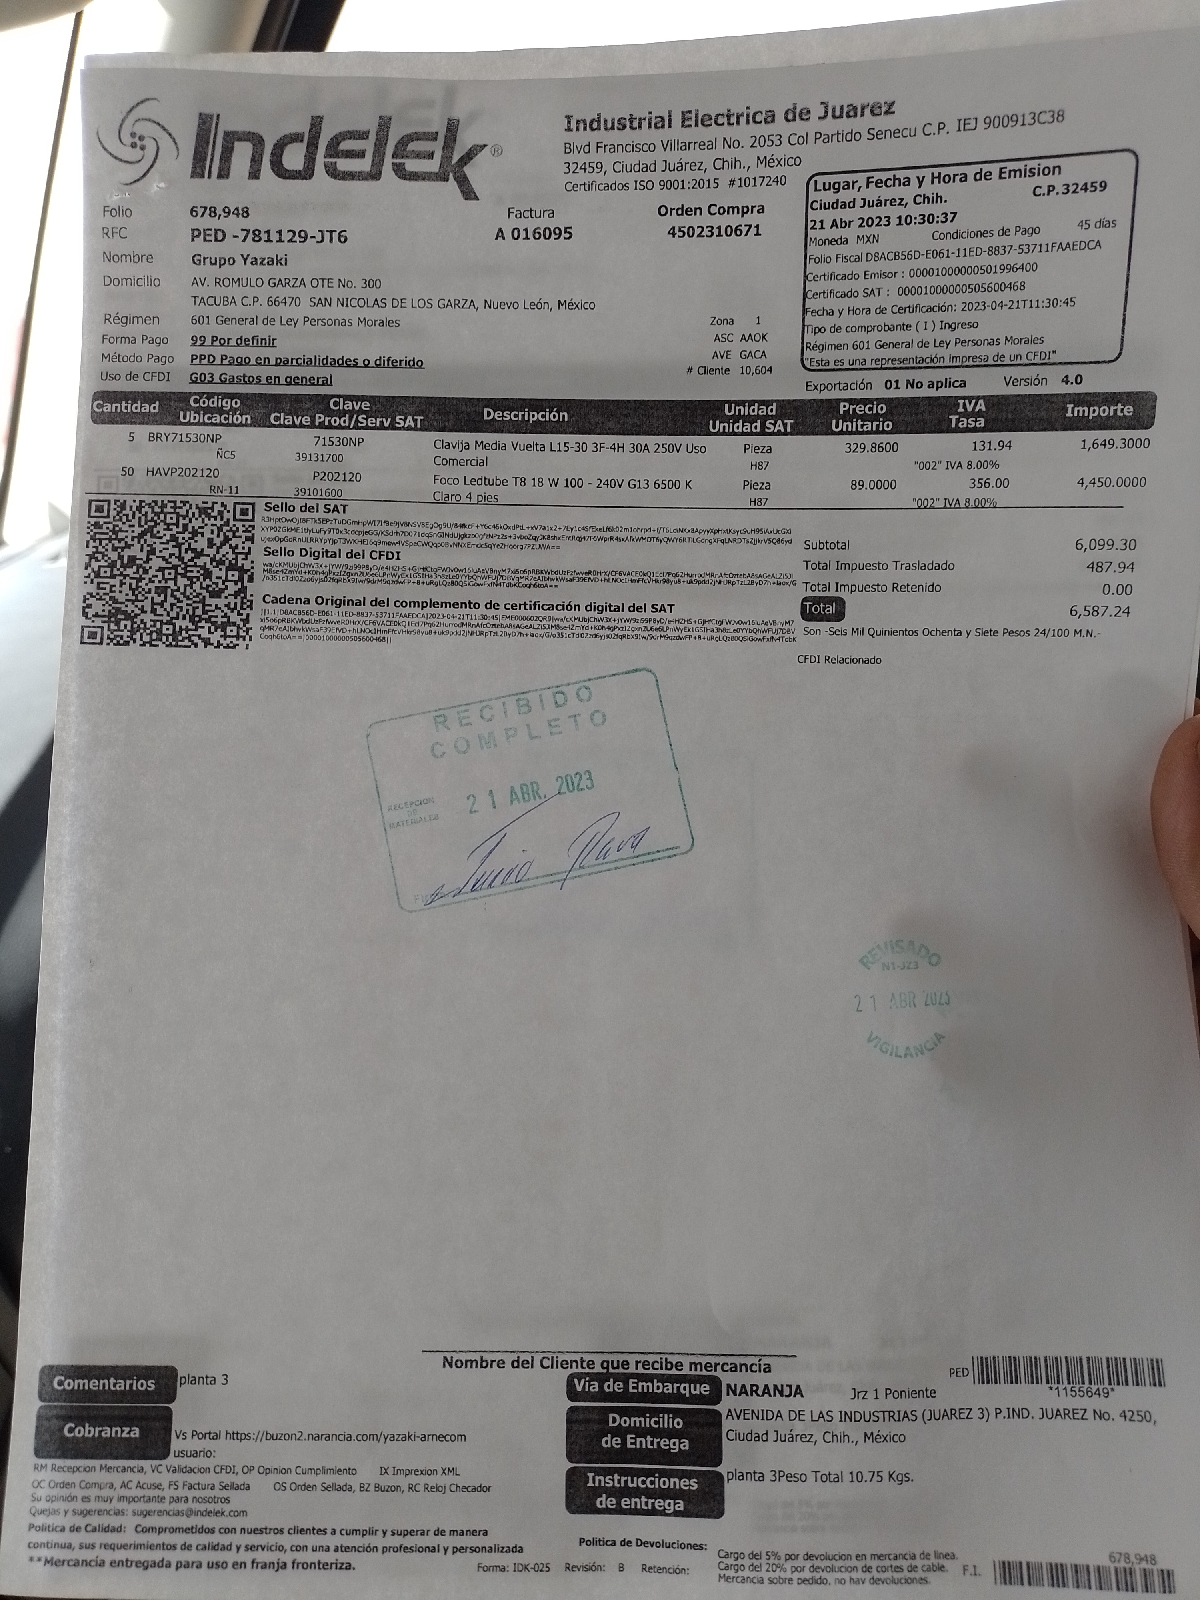 Indelek®
Industrial Electrica de Juarez
Blvd Francisco Villarreal No. 2053 Col Partido Senecu C.P. IEJ 900913C38
32459, Ciudad Juárez, Chih., México
Certificados ISO 9001:2015 #1017240
Lugar, Fecha y Hora de Emision
Ciudad Juárez, Chih. C.P. 32459
21 Abr 2023 10:30:37
Moneda MXN Condiciones de Pago 45 días
Folio Fiscal D8ACB56D-E061-11ED-8837-53711FAAEDCA
Certificado Emisor : 00001000000501996400
Certificado SAT : 00001000000505600468
Fecha y Hora de Certificación: 2023-04-21T11:30:45
Tipo de comprobante ( I ) Ingreso
Régimen 601 General de Ley Personas Morales
"Esta es una representación impresa de un CFDI"
Folio 678,948 Factura Orden Compra
RFC PED -781129-JT6 A 016095 4502310671
Nombre Grupo Yazaki
Domicilio AV. ROMULO GARZA OTE No. 300
TACUBA C.P. 66470 SAN NICOLAS DE LOS GARZA, Nuevo León, México
Régimen 601 General de Ley Personas Morales Zona 1
Forma Pago 99 Por definir ASC AAOK
Método Pago PPD Pago en parcialidades o diferido AVE GACA
Uso de CFDI G03 Gastos en general # Cliente 10,604
Exportación 01 No aplica Versión 4.0
Cantidad Código Ubicación Clave Clave Prod/Serv SAT Descripción Unidad Unidad SAT Precio Unitario IVA Tasa Importe
5 BRY71530NP 71530NP Clavija Media Vuelta L15-30 3F-4H 30A 250V Uso Pieza 329.8600 131.94 1,649.3000
ÑC5 39131700 Comercial H87 "002" IVA 8.00%
50 HAVP202120 P202120 Foco Ledtube T8 18 W 100 - 240V G13 6500 K Pieza 89.0000 356.00 4,450.0000
RN-11 39101600 Claro 4 pies H87 "002" IVA 8.00%
Sello del SAT
Sello Digital del CFDI
Cadena Original del complemento de certificación digital del SAT
Subtotal 6,099.30
Total Impuesto Trasladado 487.94
Total Impuesto Retenido 0.00
Total 6,587.24
Son -Seis Mil Quinientos Ochenta y Siete Pesos 24/100 M.N.-
CFDI Relacionado
RECIBIDO
COMPLETO
RECEPCION
DE
MATERIALES
21 ABR. 2023
REVISADO
N1-JZ3
21 ABR 2023
VIGILANCIA
Nombre del Cliente que recibe mercancía
Comentarios planta 3
Cobranza
Vs Portal https://buzon2.narancia.com/yazaki-arnecom
usuario:
RM Recepcion Mercancia, VC Validacion CFDI, OP Opinion Cumplimiento IX Imprexion XML
OC Orden Compra, AC Acuse, FS Factura Sellada OS Orden Sellada, BZ Buzon, RC Reloj Checador
Su opinión es muy importante para nosotros
Quejas y sugerencias: sugerencias@indelek.com
Politica de Calidad: Comprometidos con nuestros clientes a cumplir y superar de manera
continua, sus requerimientos de calidad y servicio, con una atención profesional y personalizada
**Mercancia entregada para uso en franja fronteriza.
Forma: IDK-025 Revisión: B Retención:
PED *1155649*
Vía de Embarque NARANJA Jrz 1 Poniente
Domicilio de Entrega AVENIDA DE LAS INDUSTRIAS (JUAREZ 3) P.IND. JUAREZ No. 4250,
Ciudad Juárez, Chih., México
Instrucciones de entrega planta 3Peso Total 10.75 Kgs.
Politica de Devoluciones: Cargo del 5% por devolucion en mercancia de linea.
Cargo del 20% por devolucion de cortes de cable.
Mercancia sobre pedido, no hay devoluciones.
F.I. 678,948